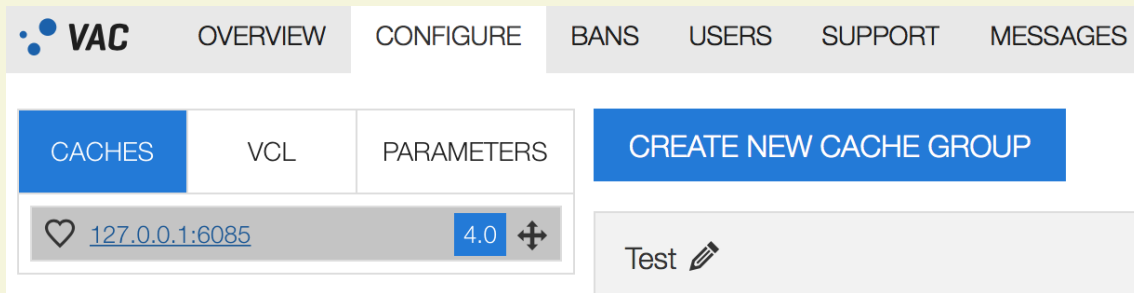 VAC OVERVIEW CONFIGURE BANS USERS SUPPORT MESSAGES
CACHES VCL PARAMETERS
CREATE NEW CACHE GROUP
127.0.0.1:6085 4.0
Test